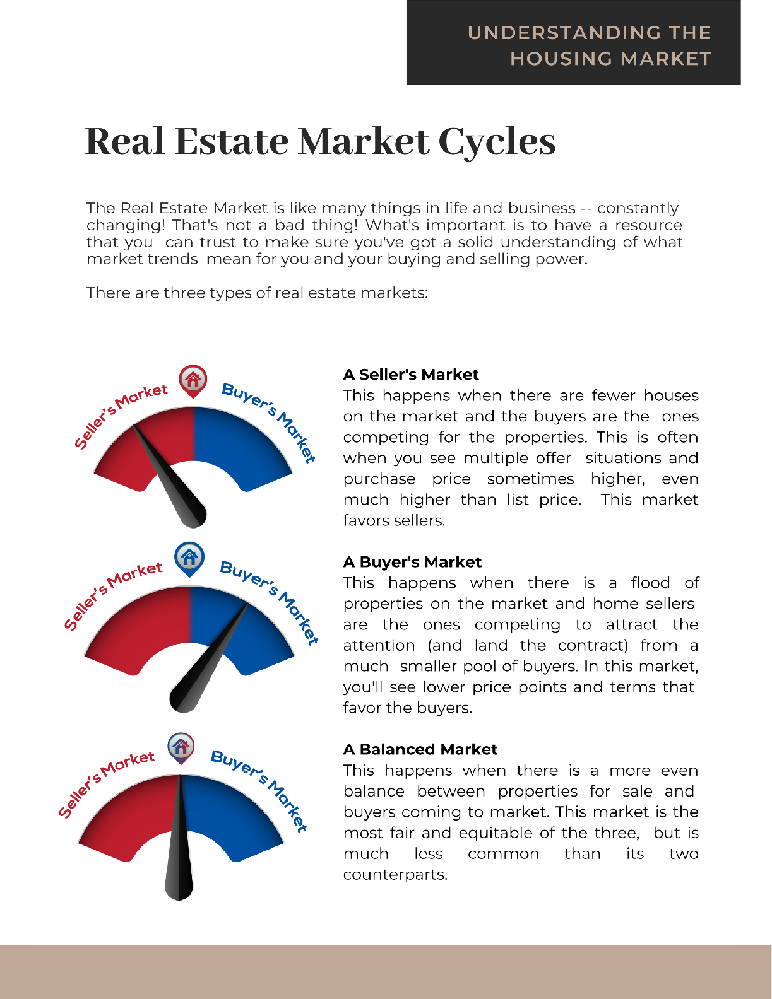 UNDERSTANDING THE
HOUSING MARKET
Real Estate Market Cycles
The Real Estate Market is like many things in life and business -- constantly
changing! That's not a bad thing! What's important is to have a resource
that you can trust to make sure you've got a solid understanding of what
market trends mean for you and your buying and selling power.
There are three types of real estate markets:
Seller's Market
Buyer's Market
A Seller's Market
This happens when there are fewer houses
on the market and the buyers are the ones
competing for the properties. This is often
when you see multiple offer situations and
purchase price sometimes higher, even
much higher than list price. This market
favors sellers.
Seller's Market
Buyer's Market
A Buyer's Market
This happens when there is a flood of
properties on the market and home sellers
are the ones competing to attract the
attention (and land the contract) from a
much smaller pool of buyers. In this market,
you'll see lower price points and terms that
favor the buyers.
Seller's Market
Buyer's Market
A Balanced Market
This happens when there is a more even
balance between properties for sale and
buyers coming to market. This market is the
most fair and equitable of the three, but is
much less common than its two
counterparts.